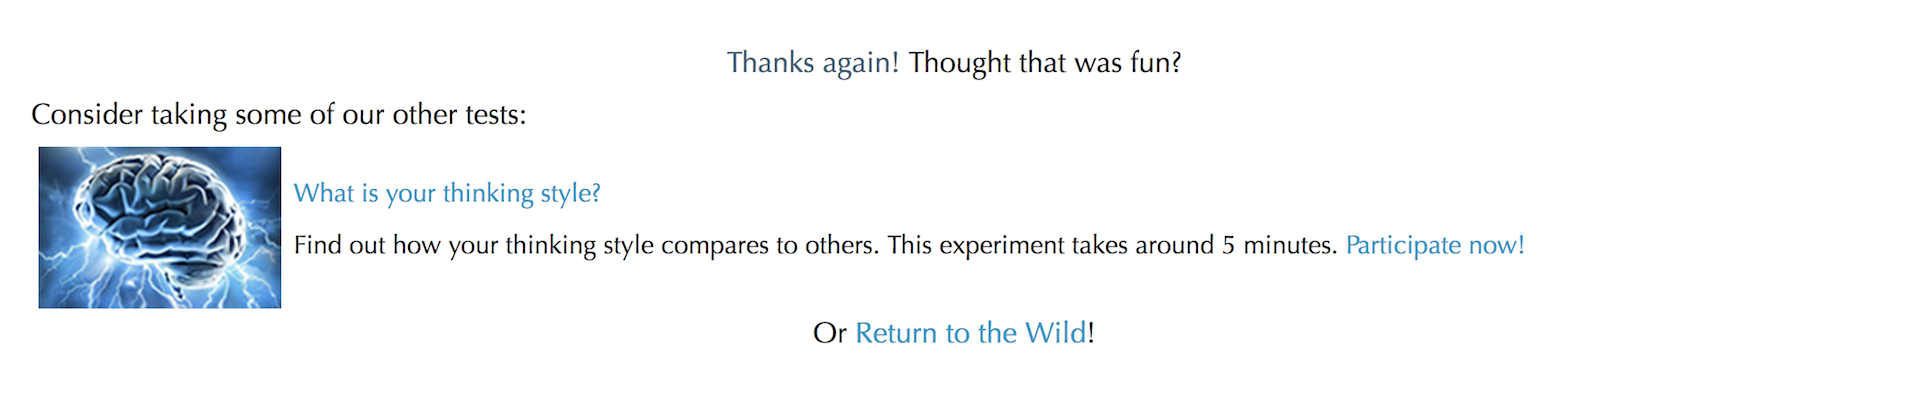 Thanks again! Thought that was fun?
Consider taking some of our other tests:
What is your thinking style?
Find out how your thinking style compares to others. This experiment takes around 5 minutes. Participate now!
Or Return to the Wild!